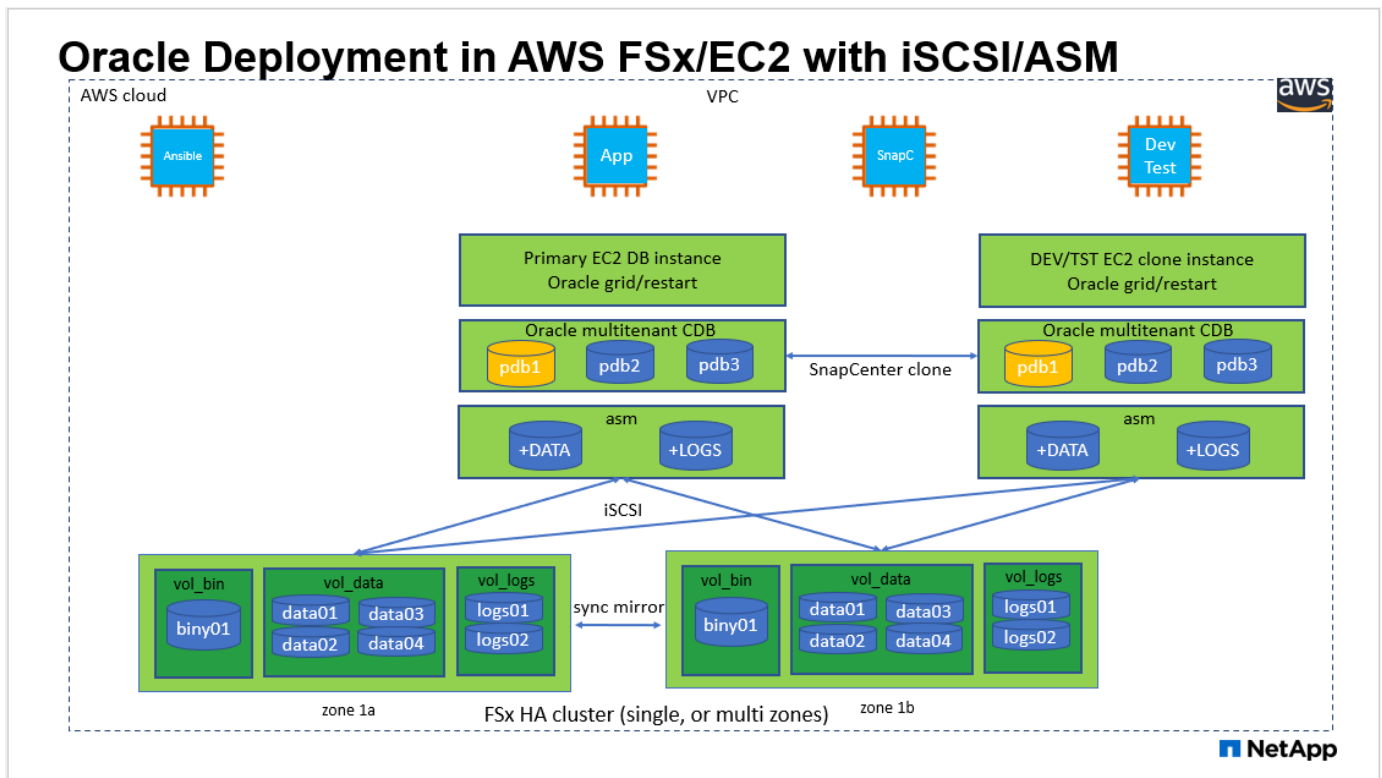 Oracle Deployment in AWS FSx/EC2 with iSCSI/ASM
AWS cloud
VPC
aws
Ansible
App
SnapC
Dev
Test
Primary EC2 DB instance
Oracle grid/restart
DEV/TST EC2 clone instance
Oracle grid/restart
Oracle multitenant CDB
pdb1
pdb2
pdb3
SnapCenter clone
Oracle multitenant CDB
pdb1
pdb2
pdb3
asm
+DATA
+LOGS
asm
+DATA
+LOGS
iSCSI
vol_bin
biny01
vol_data
data01
data03
data02
data04
vol_logs
logs01
logs02
sync mirror
vol_bin
biny01
vol_data
data01
data03
data02
data04
vol_logs
logs01
logs02
zone 1a
FSx HA cluster (single, or multi zones)
zone 1b
NetApp